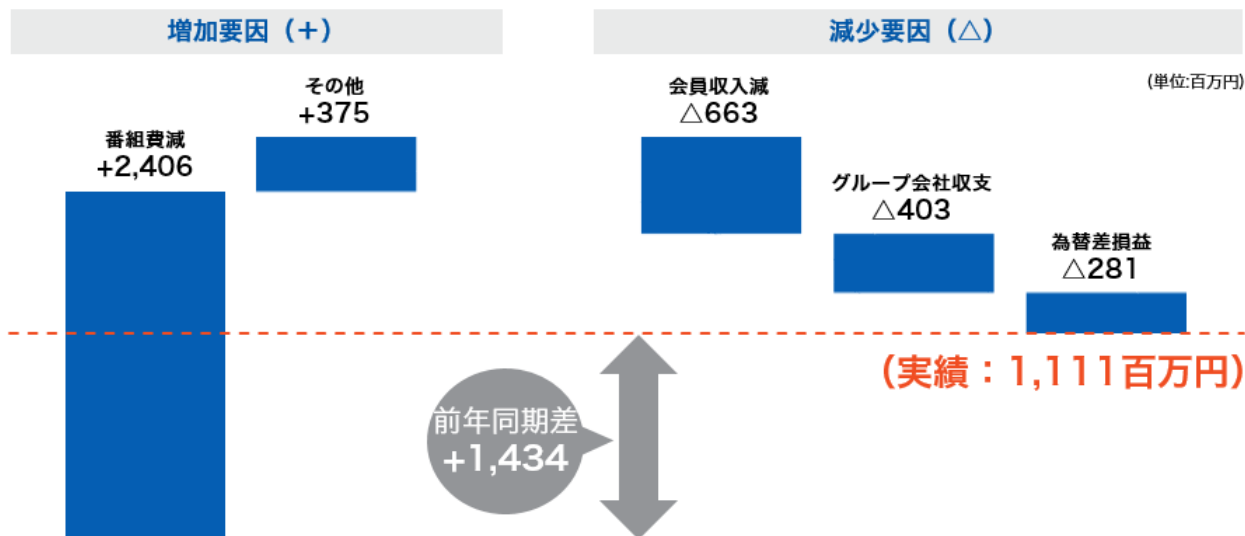 増加要因（+）
減少要因（△）
(単位:百万円)
その他
+375
番組費減
+2,406
会員収入減
△663
グループ会社収支
△403
為替差損益
△281
（実績：1,111百万円）
前年同期差
+1,434